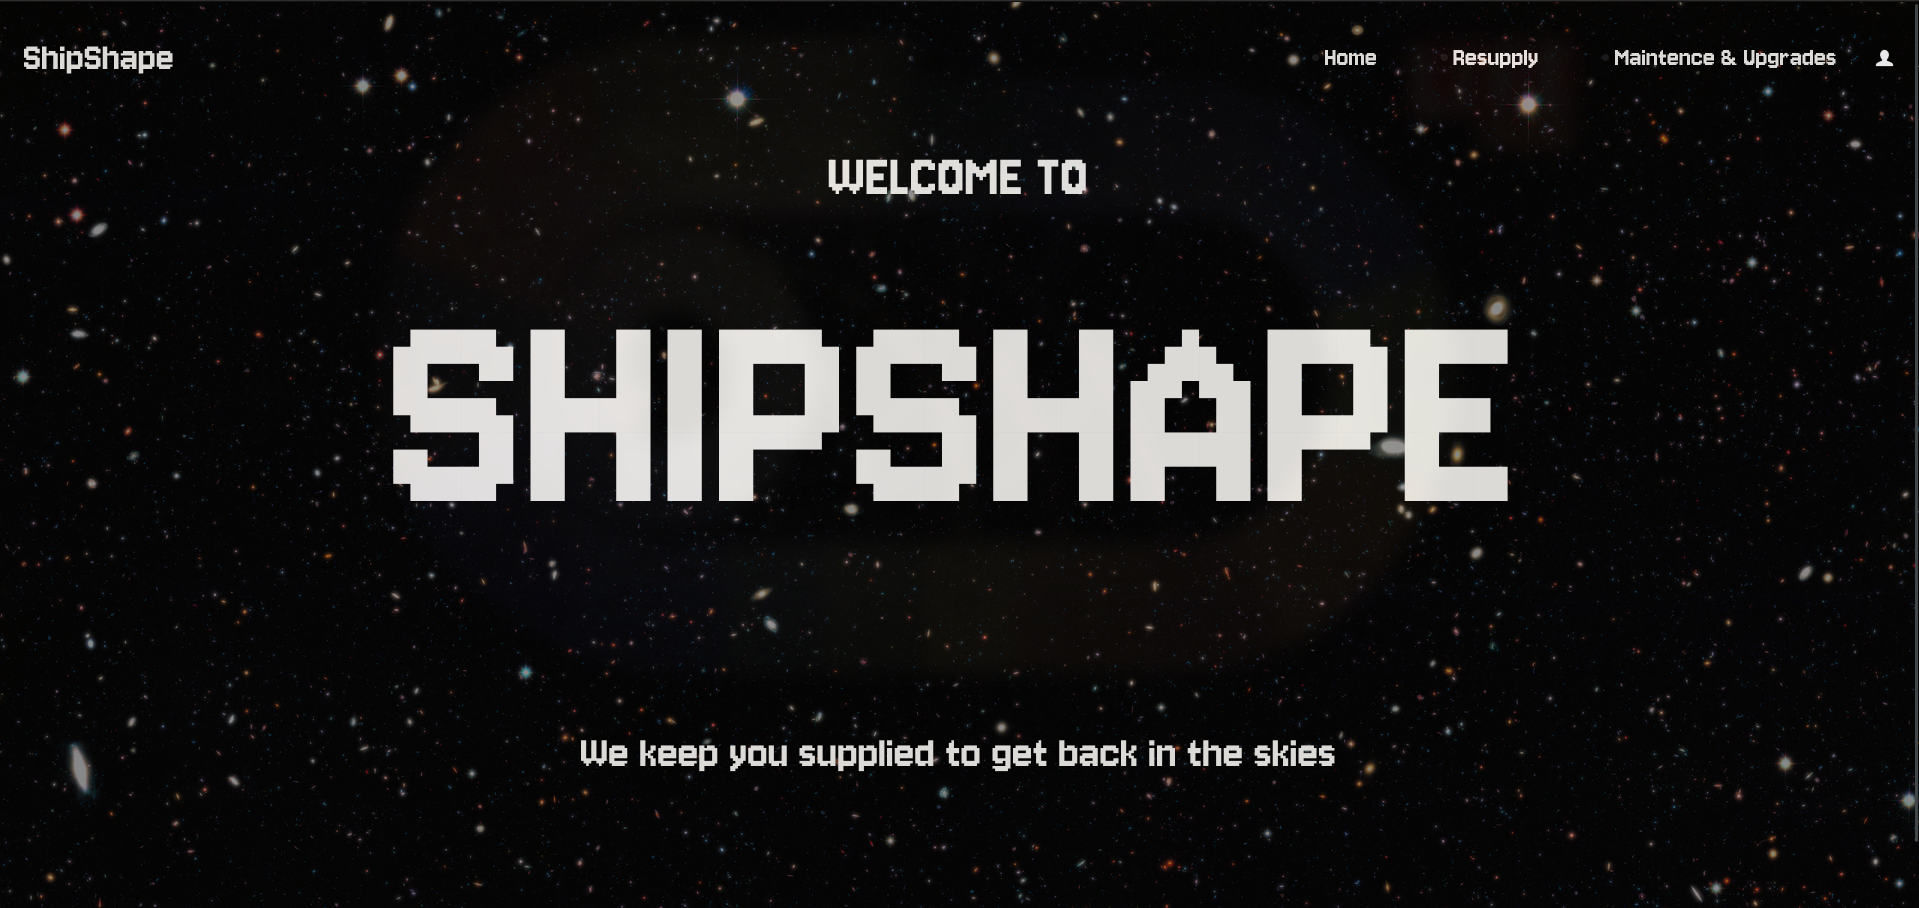 ShipShape
Home Resupply Maintence & Upgrades
WELCOME TO
SHIPSHAPE
We keep you supplied to get back in the skies